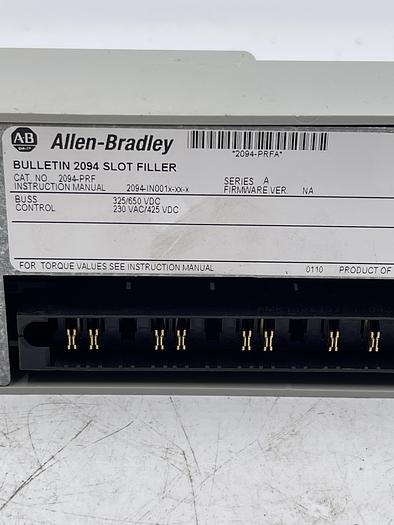 A-B Allen-Bradley
*2094-PRFA*
BULLETIN 2094 SLOT FILLER
CAT. NO. 2094-PRF SERIES A
INSTRUCTION MANUAL 2094-IN001x-xx-x FIRMWARE VER. NA
BUSS 325/650 VDC
CONTROL 230 VAC/425 VDC
FOR TORQUE VALUES SEE INSTRUCTION MANUAL 0110 PRODUCT OF